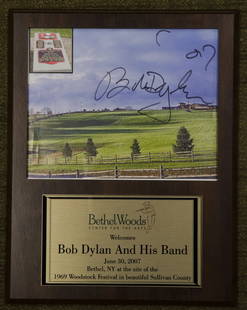 Bob Dylan
Bethel Woods
CENTER FOR THE ARTS
Welcomes
Bob Dylan And His Band
June 30, 2007
Bethel, NY at the site of the
1969 Woodstock Festival in beautiful Sullivan County